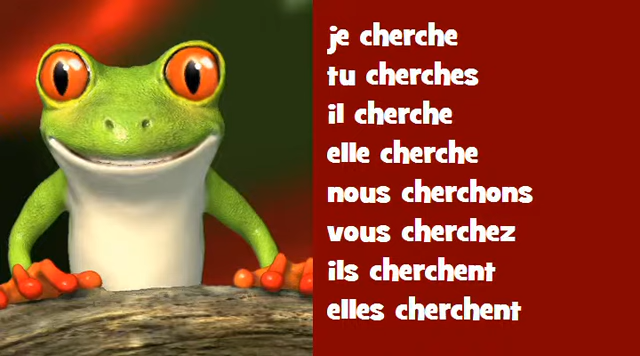 je cherche
tu cherches
il cherche
elle cherche
nous cherchons
vous cherchez
ils cherchent
elles cherchent